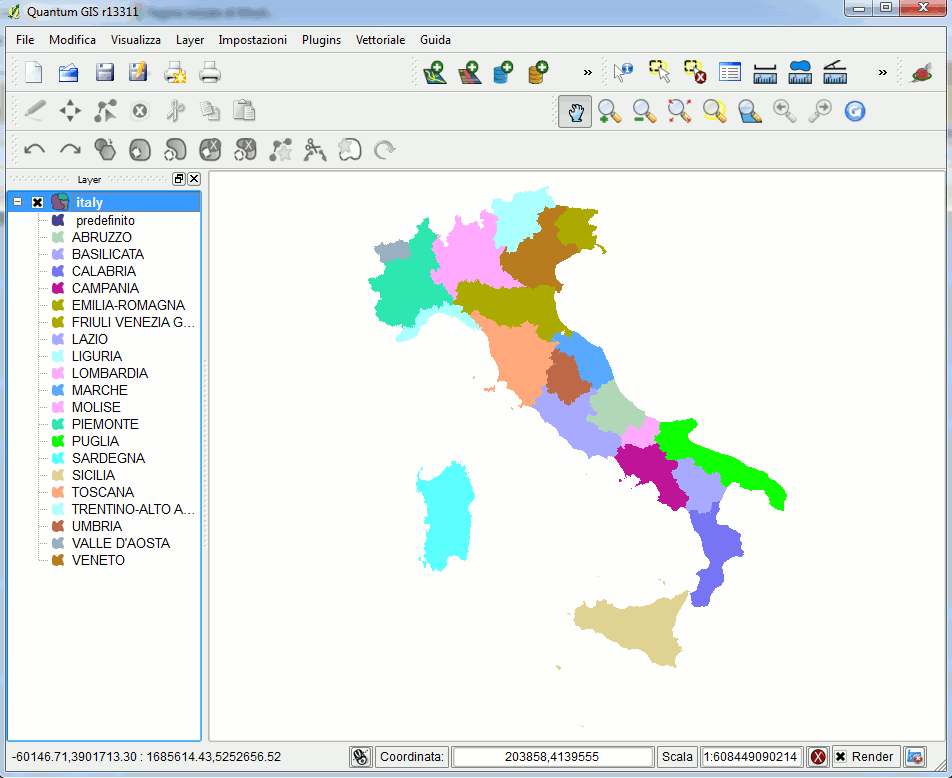 Quantum GIS r13311
File Modifica Visualizza Layer Impostazioni Plugins Vettoriale Guida
» »
Layer
italy
predefinito
ABRUZZO
BASILICATA
CALABRIA
CAMPANIA
EMILIA-ROMAGNA
FRIULI VENEZIA G...
LAZIO
LIGURIA
LOMBARDIA
MARCHE
MOLISE
PIEMONTE
PUGLIA
SARDEGNA
SICILIA
TOSCANA
TRENTINO-ALTO A...
UMBRIA
VALLE D'AOSTA
VENETO
-60146.71,3901713.30 : 1685614.43,5252656.52 Coordinata: 203858,4139555 Scala 1:608449090214 Render